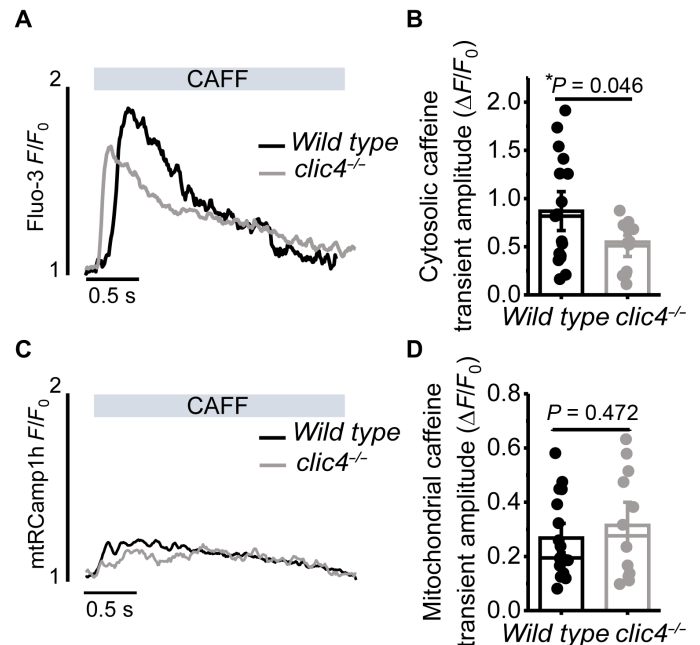 A
CAFF
2
Fluo-3 F/F0
1
Wild type
clic4–/–
0.5 s
B
Cytosolic caffeine
transient amplitude (ΔF/F0)
*P = 0.046
2.0
1.5
1.0
0.5
0.0
Wild type clic4–/–
C
CAFF
2
mtRCamp1h F/F0
1
Wild type
clic4–/–
0.5 s
D
Mitochondrial caffeine
transient amplitude (ΔF/F0)
P = 0.472
0.8
0.6
0.4
0.2
0.0
Wild type clic4–/–